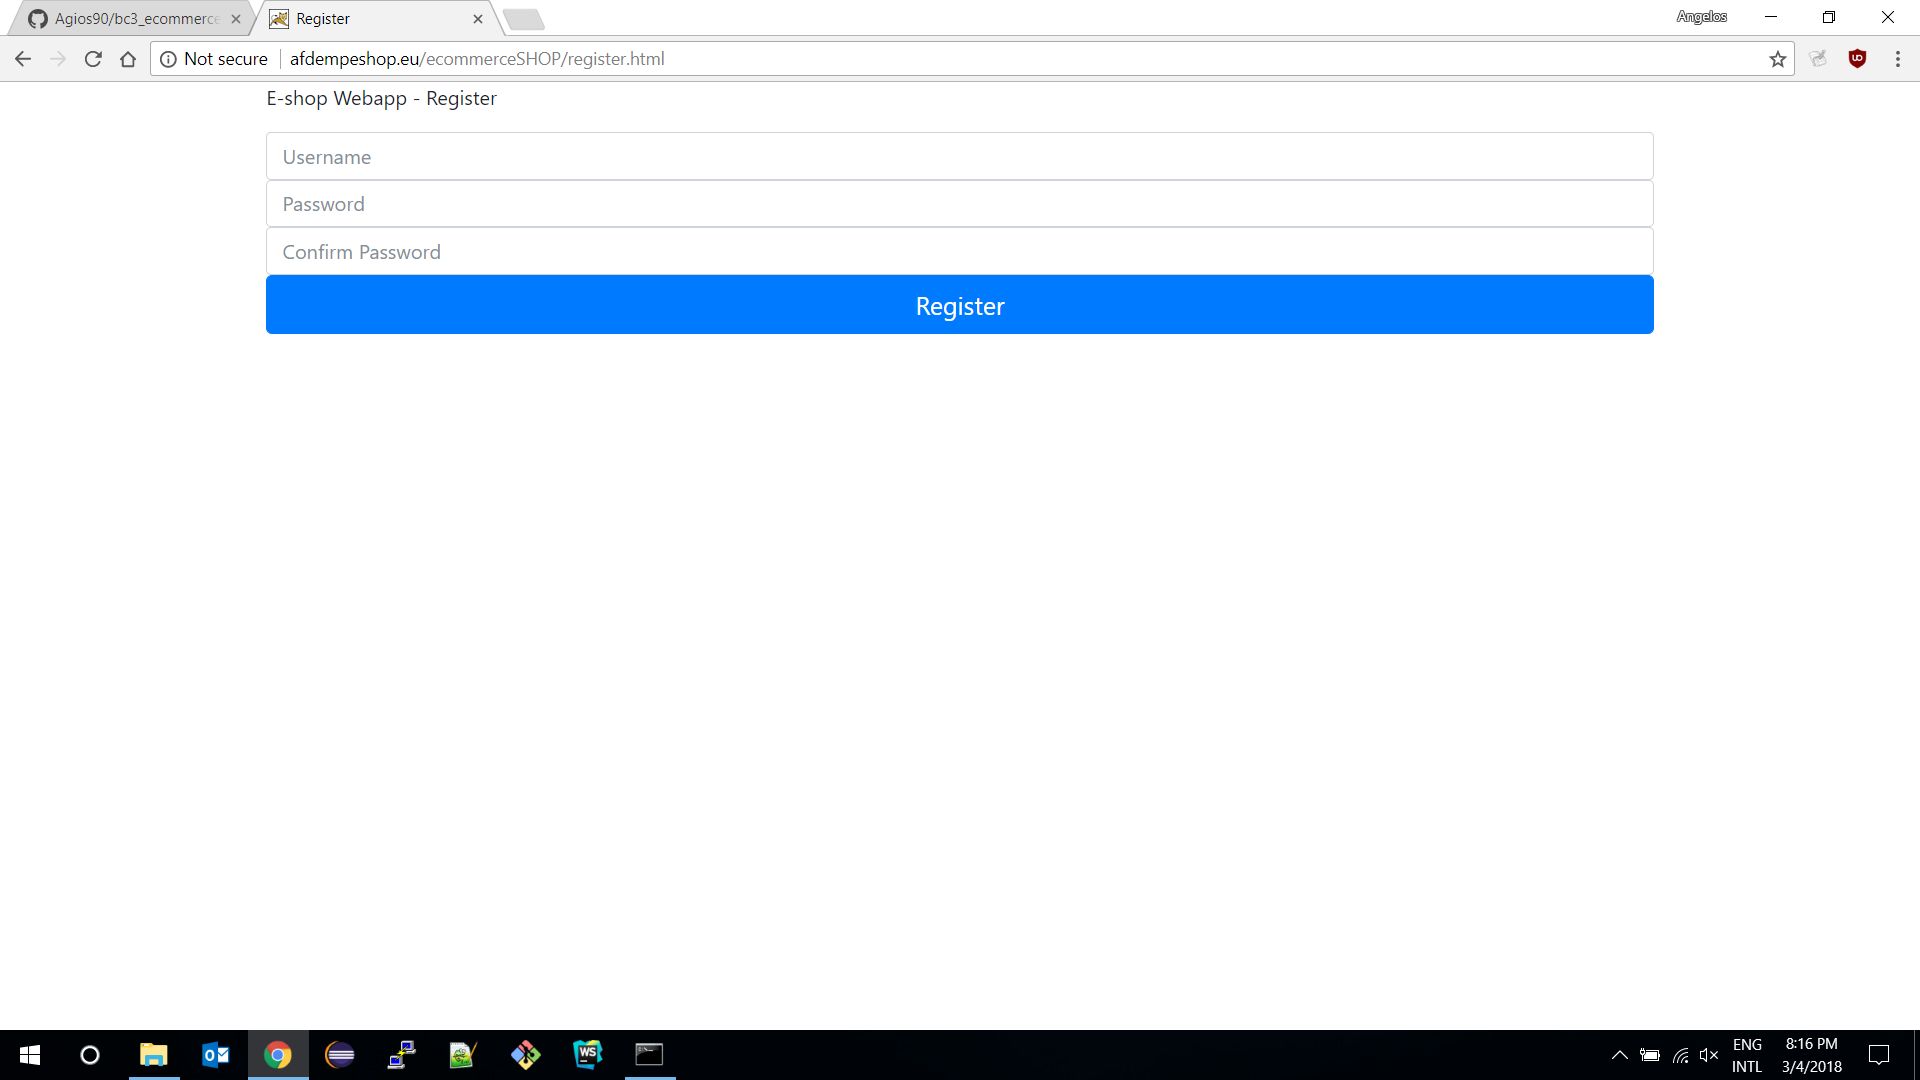 Agios90/bc3_ecommerce
Register
Angelos
Not secure
afdempeshop.eu/ecommerceSHOP/register.html
E-shop Webapp - Register
Username
Password
Confirm Password
Register
ENG
INTL
8:16 PM
3/4/2018